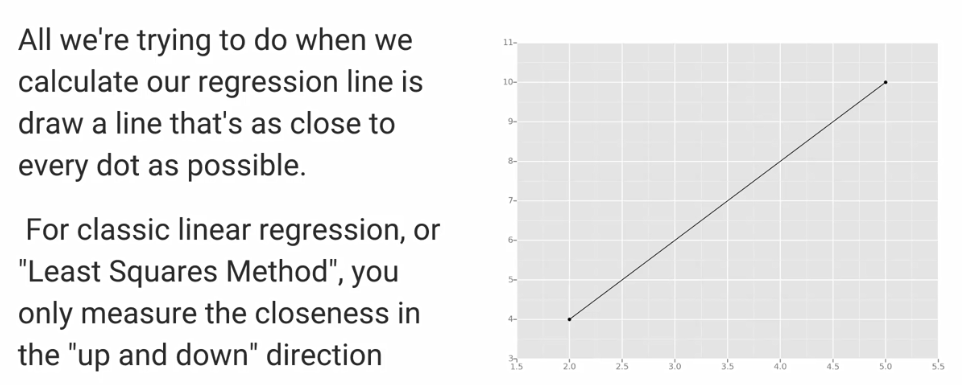 All we're trying to do when we
calculate our regression line is
draw a line that's as close to
every dot as possible.
For classic linear regression, or
"Least Squares Method", you
only measure the closeness in
the "up and down" direction
11
10
9
8
7
6
5
4
3
1.5 2.0 2.5 3.0 3.5 4.0 4.5 5.0 5.5